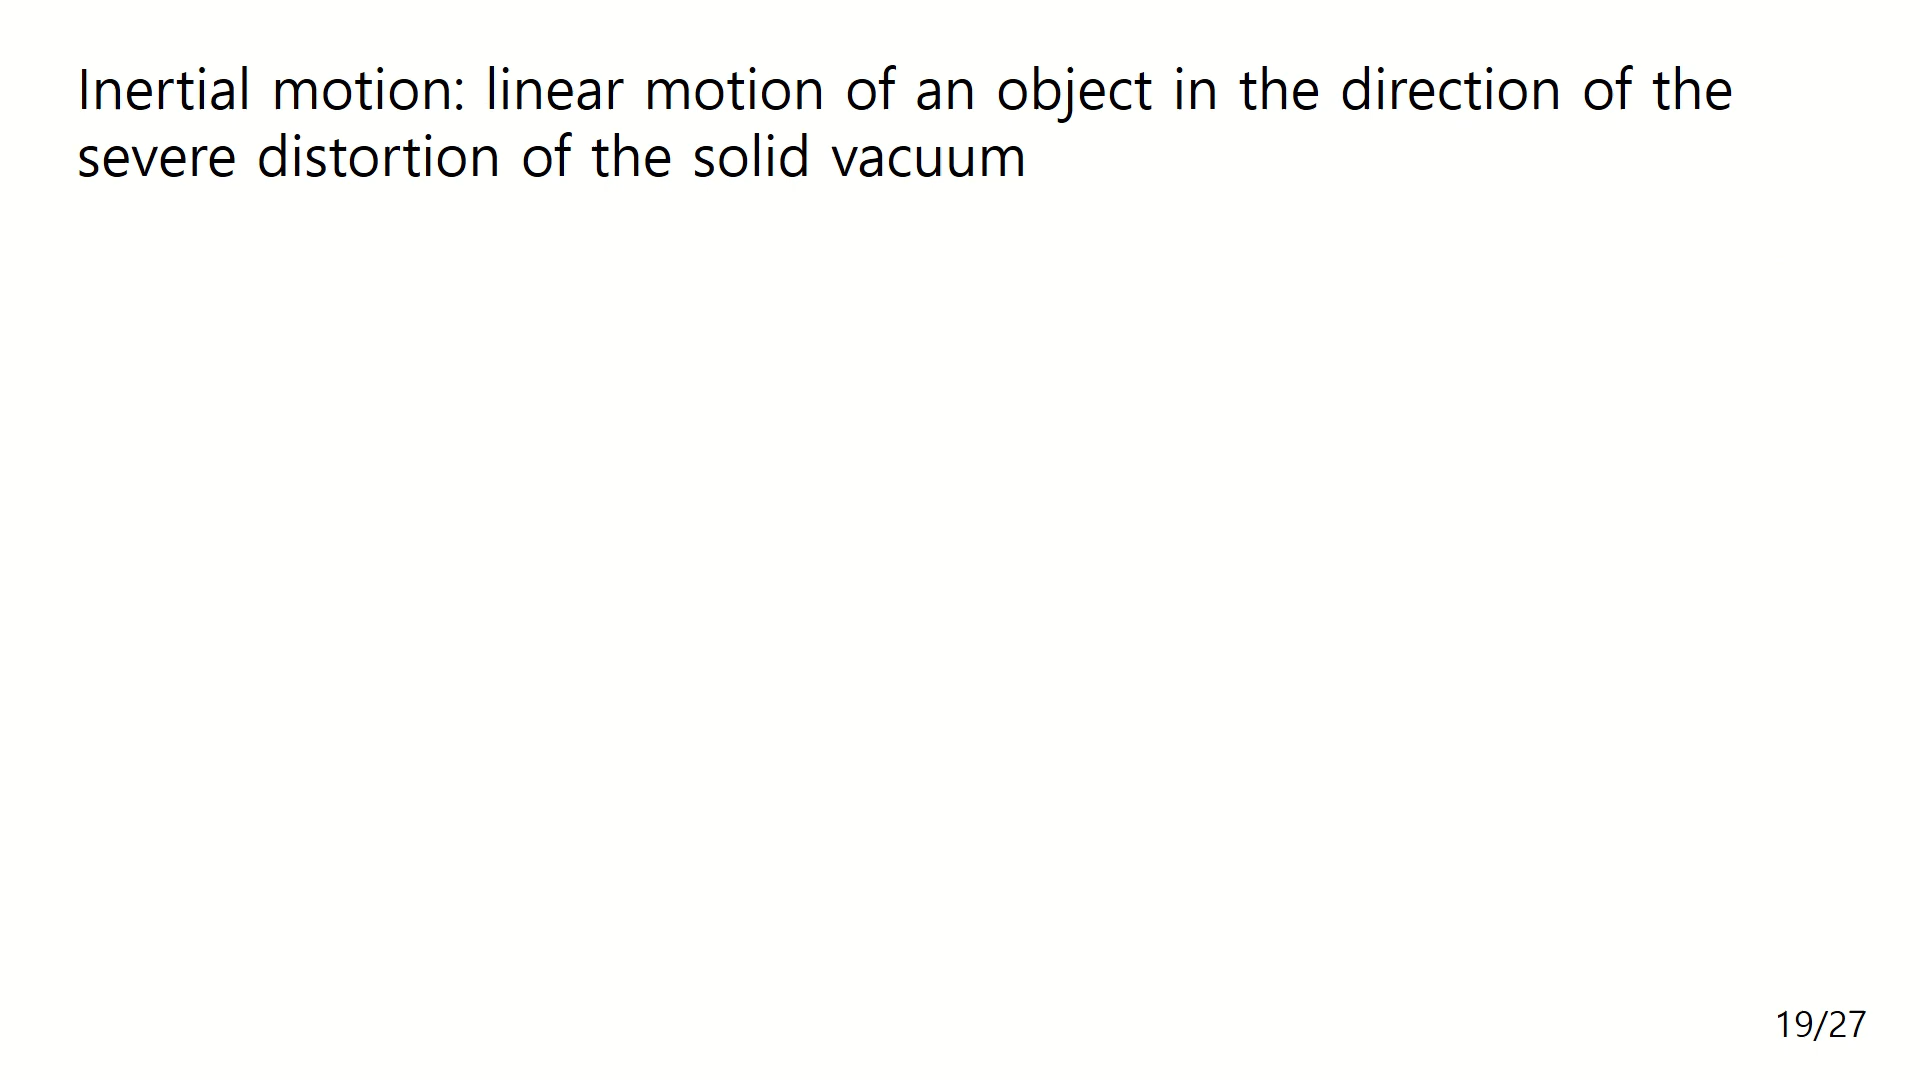 Inertial motion: linear motion of an object in the direction of the
severe distortion of the solid vacuum
19/27